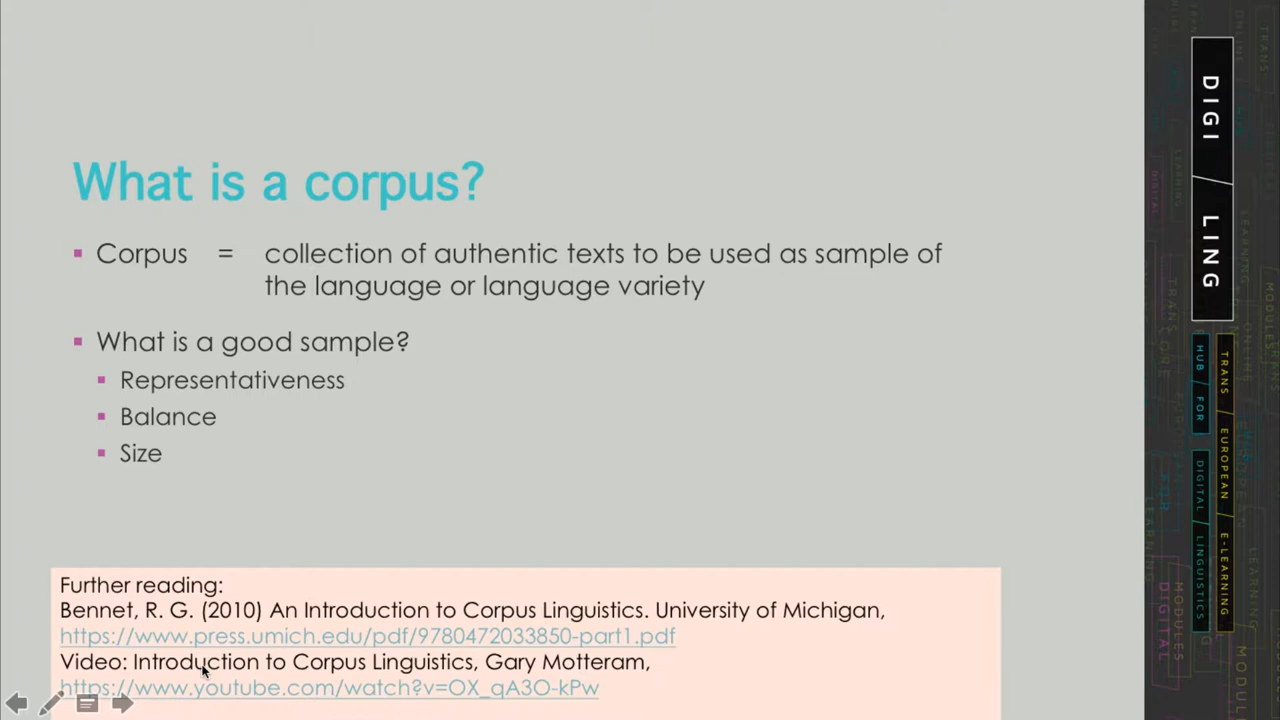 What is a corpus?
Corpus = collection of authentic texts to be used as sample of
the language or language variety
What is a good sample?
Representativeness
Balance
Size
Further reading:
Bennet, R. G. (2010) An Introduction to Corpus Linguistics. University of Michigan,
https://www.press.umich.edu/pdf/9780472033850-part1.pdf
Video: Introduction to Corpus Linguistics, Gary Motteram,
https://www.youtube.com/watch?v=OX_qA3O-kPw
DIGI / LING
HUB / FOR / DIGITAL / LINGUISTICS
TRANS / EUROPEAN / E-LEARNING